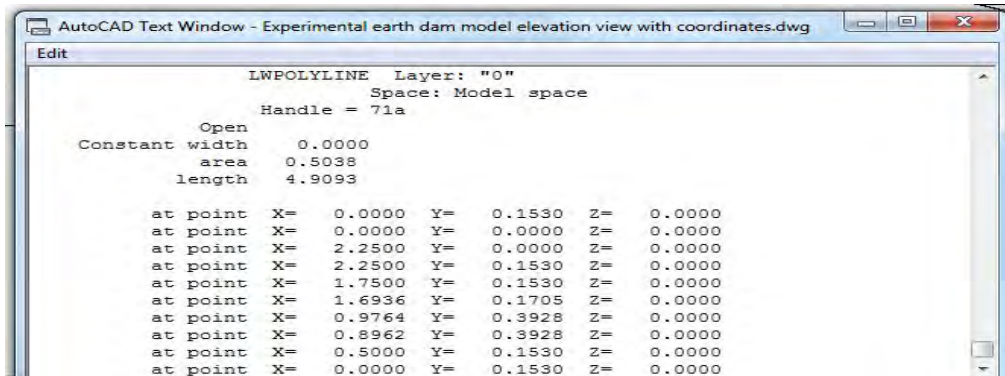 AutoCAD Text Window - Experimental earth dam model elevation view with coordinates.dwg
Edit
LWPOLYLINE Layer: "0"
Space: Model space
Handle = 71a
Open
Constant width 0.0000
area 0.5038
length 4.9093
at point X= 0.0000 Y= 0.1530 Z= 0.0000
at point X= 0.0000 Y= 0.0000 Z= 0.0000
at point X= 2.2500 Y= 0.0000 Z= 0.0000
at point X= 2.2500 Y= 0.1530 Z= 0.0000
at point X= 1.7500 Y= 0.1530 Z= 0.0000
at point X= 1.6936 Y= 0.1705 Z= 0.0000
at point X= 0.9764 Y= 0.3928 Z= 0.0000
at point X= 0.8962 Y= 0.3928 Z= 0.0000
at point X= 0.5000 Y= 0.1530 Z= 0.0000
at point X= 0.0000 Y= 0.1530 Z= 0.0000